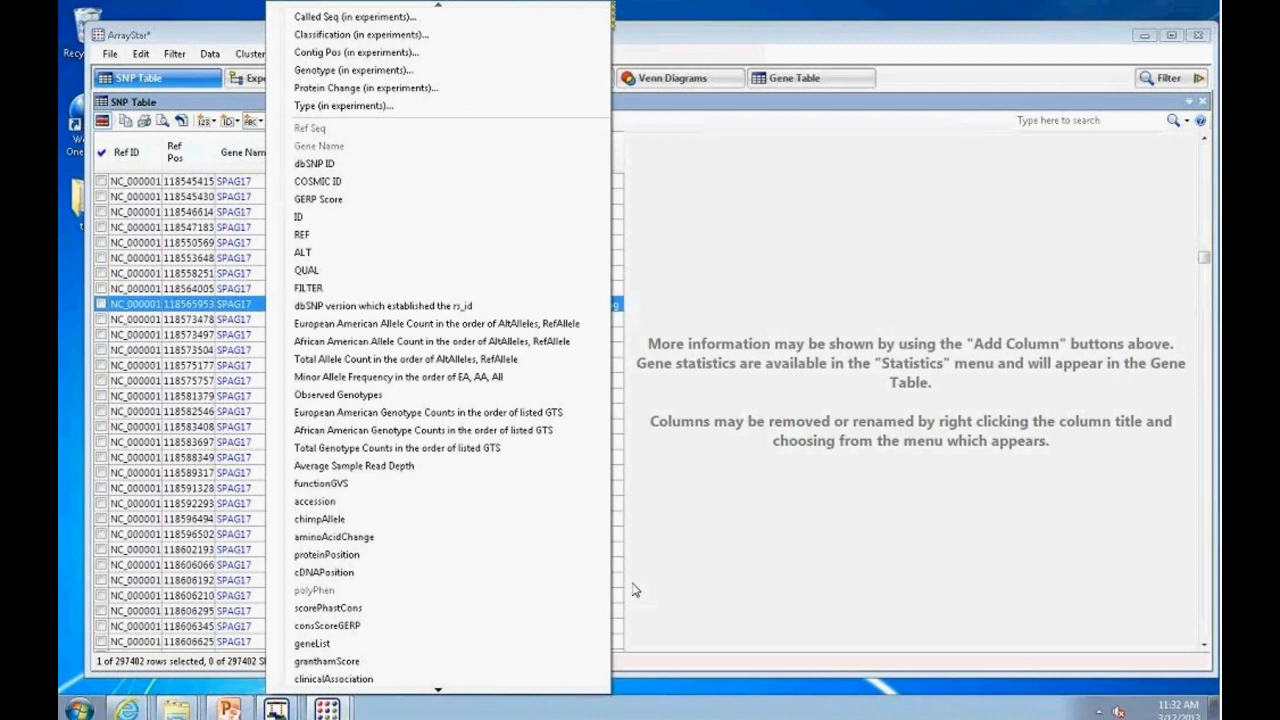 Recy
We
One
ArrayStar*
File Edit Filter Data Cluster
SNP Table
Expe
Venn Diagrams
Gene Table
Filter
SNP Table
123
ID
ABC
Type here to search
Ref ID
Ref
Pos
Gene Nam
NC_000001 118545415 SPAG17
NC_000001 118545430 SPAG17
NC_000001 118546614 SPAG17
NC_000001 118547183 SPAG17
NC_000001 118550569 SPAG17
NC_000001 118553648 SPAG17
NC_000001 118558251 SPAG17
NC_000001 118564005 SPAG17
NC_000001 118565953 SPAG17
NC_000001 118573478 SPAG17
NC_000001 118573497 SPAG17
NC_000001 118573504 SPAG17
NC_000001 118575177 SPAG17
NC_000001 118575757 SPAG17
NC_000001 118581379 SPAG17
NC_000001 118582546 SPAG17
NC_000001 118583408 SPAG17
NC_000001 118583697 SPAG17
NC_000001 118588349 SPAG17
NC_000001 118589317 SPAG17
NC_000001 118591328 SPAG17
NC_000001 118592293 SPAG17
NC_000001 118596494 SPAG17
NC_000001 118596502 SPAG17
NC_000001 118602193 SPAG17
NC_000001 118606066 SPAG17
NC_000001 118606192 SPAG17
NC_000001 118606210 SPAG17
NC_000001 118606295 SPAG17
NC_000001 118606345 SPAG17
NC_000001 118606625 SPAG17
1 of 297402 rows selected, 0 of 297402 S
Called Seq (in experiments)...
Classification (in experiments)...
Contig Pos (in experiments)...
Genotype (in experiments)...
Protein Change (in experiments)...
Type (in experiments)...
Ref Seq
Gene Name
dbSNP ID
COSMIC ID
GERP Score
ID
REF
ALT
QUAL
FILTER
dbSNP version which established the rs_id
European American Allele Count in the order of AltAlleles, RefAllele
African American Allele Count in the order of AltAlleles, RefAllele
Total Allele Count in the order of AltAlleles, RefAllele
Minor Allele Frequency in the order of EA, AA, All
Observed Genotypes
European American Genotype Counts in the order of listed GTS
African American Genotype Counts in the order of listed GTS
Total Genotype Counts in the order of listed GTS
Average Sample Read Depth
functionGVS
accession
chimpAllele
aminoAcidChange
proteinPosition
cDNAPosition
polyPhen
scorePhastCons
consScoreGERP
geneList
granthamScore
clinicalAssociation
More information may be shown by using the "Add Column" buttons above.
Gene statistics are available in the "Statistics" menu and will appear in the Gene
Table.
Columns may be removed or renamed by right clicking the column title and
choosing from the menu which appears.
11:32 AM
3/12/2013